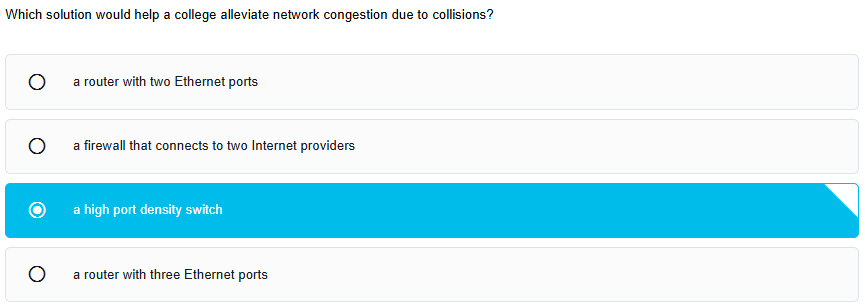 Which solution would help a college alleviate network congestion due to collisions?
a router with two Ethernet ports
a firewall that connects to two Internet providers
a high port density switch
a router with three Ethernet ports